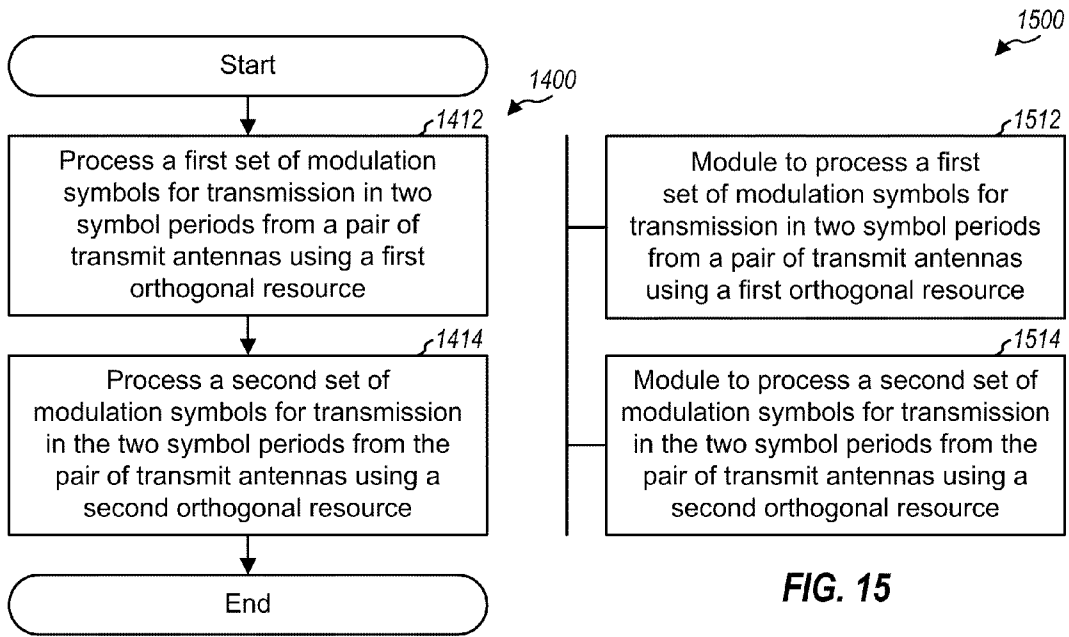 Start
1400
1412
Process a first set of modulation
symbols for transmission in two
symbol periods from a pair of
transmit antennas using a first
orthogonal resource
1414
Process a second set of
modulation symbols for transmission
in the two symbol periods from the
pair of transmit antennas using a
second orthogonal resource
End
1500
1512
Module to process a first
set of modulation symbols for
transmission in two symbol periods
from a pair of transmit antennas
using a first orthogonal resource
1514
Module to process a second set of
modulation symbols for transmission
in the two symbol periods from the
pair of transmit antennas using a
second orthogonal resource
FIG. 15